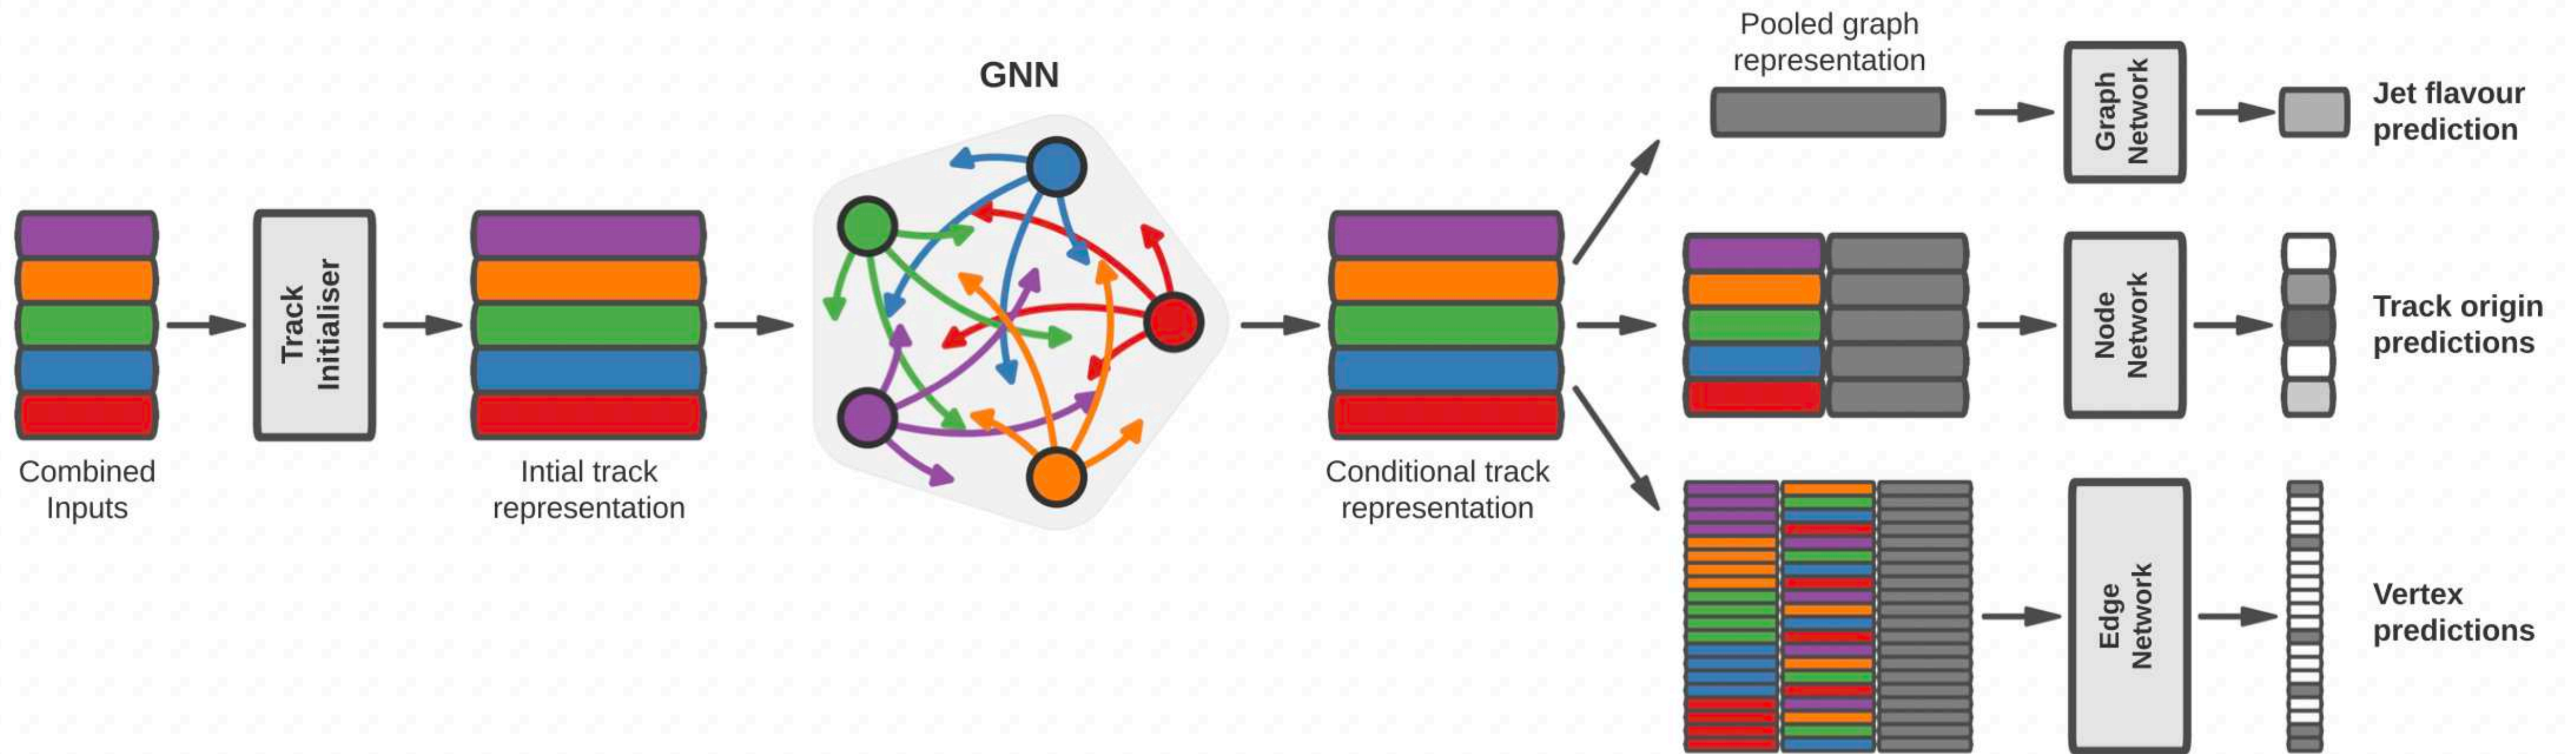 Combined
Inputs
Track
Initialiser
Intial track
representation
GNN
Conditional track
representation
Pooled graph
representation
Graph
Network
Jet flavour
prediction
Node
Network
Track origin
predictions
Edge
Network
Vertex
predictions